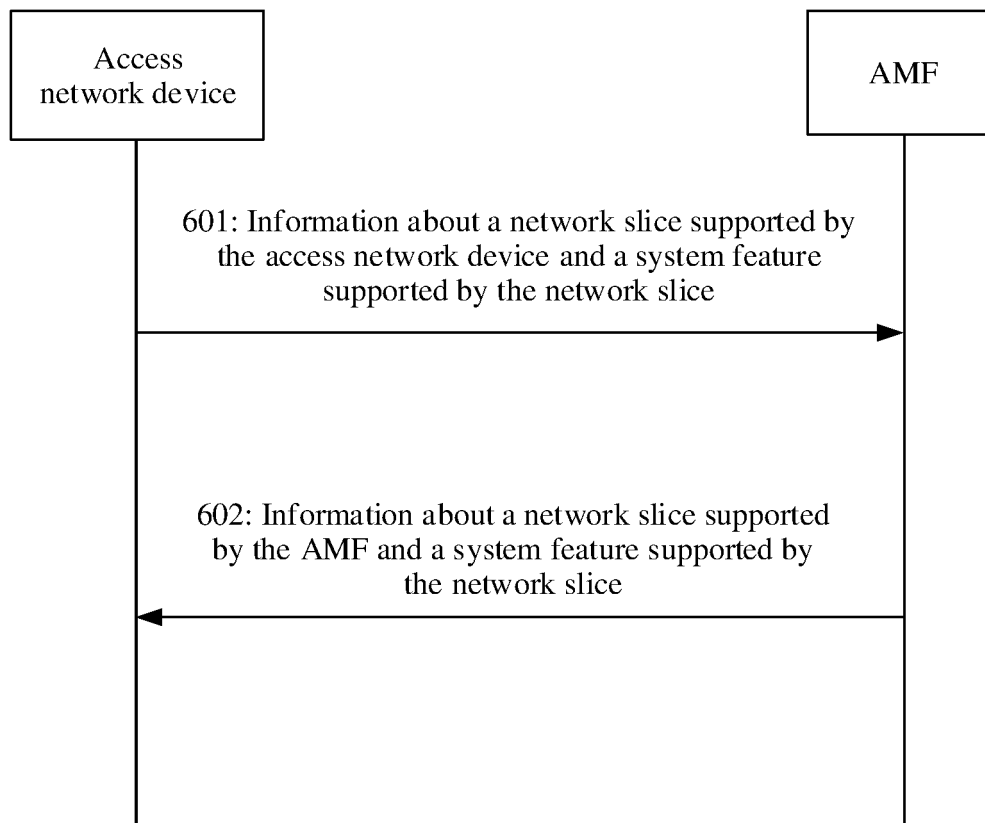 Access
network device
AMF
601: Information about a network slice supported by
the access network device and a system feature
supported by the network slice
602: Information about a network slice supported
by the AMF and a system feature supported by
the network slice